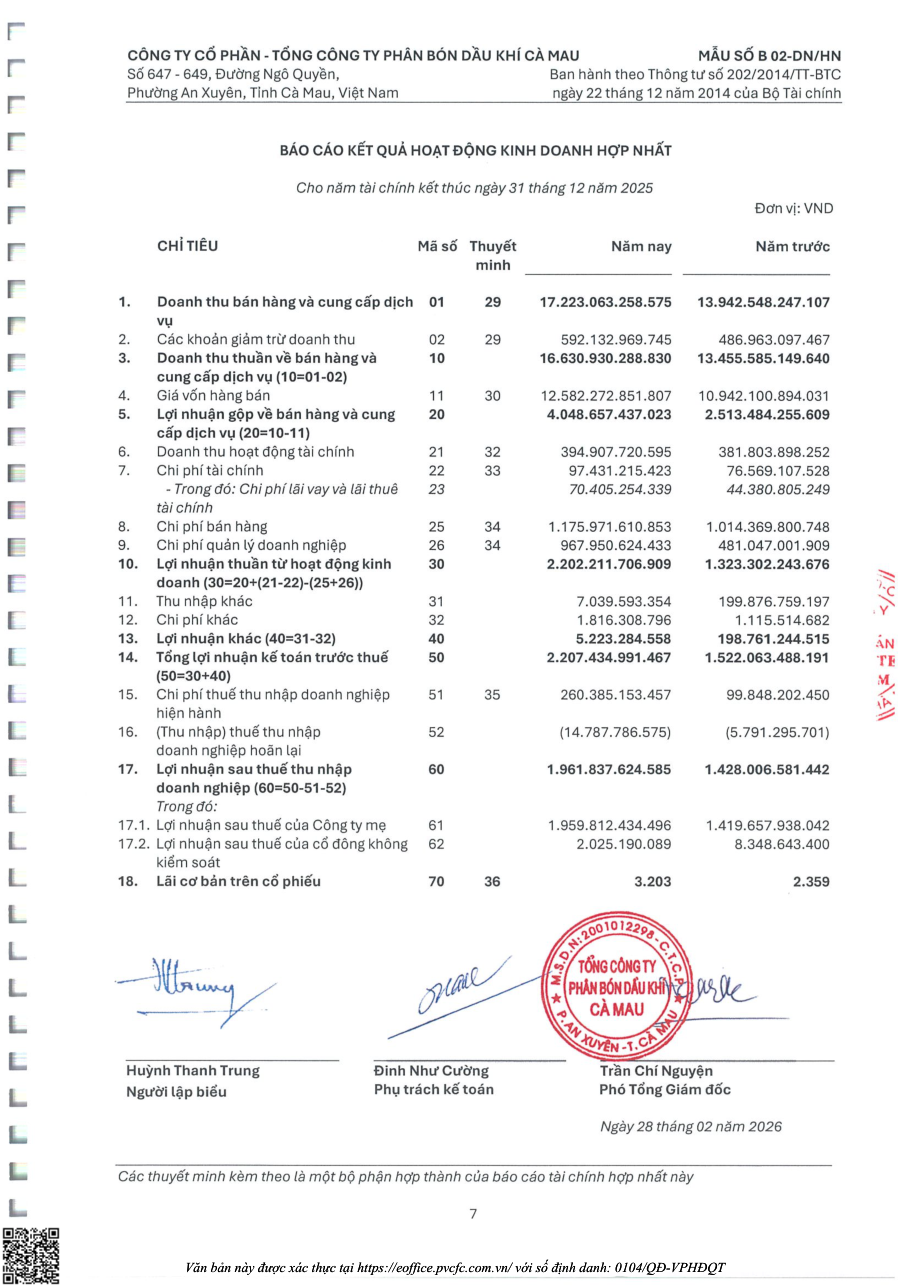 CÔNG TY CỔ PHẦN - TỔNG CÔNG TY PHÂN BÓN DẦU KHÍ CÀ MAU MẪU SỐ B 02-DN/HN
Số 647 - 649, Đường Ngô Quyền, Ban hành theo Thông tư số 202/2014/TT-BTC
Phường An Xuyên, Tỉnh Cà Mau, Việt Nam ngày 22 tháng 12 năm 2014 của Bộ Tài chính
BÁO CÁO KẾT QUẢ HOẠT ĐỘNG KINH DOANH HỢP NHẤT
Cho năm tài chính kết thúc ngày 31 tháng 12 năm 2025
Đơn vị: VND
CHỈ TIÊU Mã số Thuyết Năm nay Năm trước
minh
1. Doanh thu bán hàng và cung cấp dịch 01 29 17.223.063.258.575 13.942.548.247.107
vụ
2. Các khoản giảm trừ doanh thu 02 29 592.132.969.745 486.963.097.467
3. Doanh thu thuần về bán hàng và 10 16.630.930.288.830 13.455.585.149.640
cung cấp dịch vụ (10=01-02)
4. Giá vốn hàng bán 11 30 12.582.272.851.807 10.942.100.894.031
5. Lợi nhuận gộp về bán hàng và cung 20 4.048.657.437.023 2.513.484.255.609
cấp dịch vụ (20=10-11)
6. Doanh thu hoạt động tài chính 21 32 394.907.720.595 381.803.898.252
7. Chi phí tài chính 22 33 97.431.215.423 76.569.107.528
- Trong đó: Chi phí lãi vay và lãi thuê 23 70.405.254.339 44.380.805.249
tài chính
8. Chi phí bán hàng 25 34 1.175.971.610.853 1.014.369.800.748
9. Chi phí quản lý doanh nghiệp 26 34 967.950.624.433 481.047.001.909
10. Lợi nhuận thuần từ hoạt động kinh 30 2.202.211.706.909 1.323.302.243.676
doanh (30=20+(21-22)-(25+26))
11. Thu nhập khác 31 7.039.593.354 199.876.759.197
12. Chi phí khác 32 1.816.308.796 1.115.514.682
13. Lợi nhuận khác (40=31-32) 40 5.223.284.558 198.761.244.515
14. Tổng lợi nhuận kế toán trước thuế 50 2.207.434.991.467 1.522.063.488.191
(50=30+40)
15. Chi phí thuế thu nhập doanh nghiệp 51 35 260.385.153.457 99.848.202.450
hiện hành
16. (Thu nhập) thuế thu nhập 52 (14.787.786.575) (5.791.295.701)
doanh nghiệp hoãn lại
17. Lợi nhuận sau thuế thu nhập 60 1.961.837.624.585 1.428.006.581.442
doanh nghiệp (60=50-51-52)
Trong đó:
17.1. Lợi nhuận sau thuế của Công ty mẹ 61 1.959.812.434.496 1.419.657.938.042
17.2. Lợi nhuận sau thuế của cổ đông không 62 2.025.190.089 8.348.643.400
kiểm soát
18. Lãi cơ bản trên cổ phiếu 70 36 3.203 2.359
M.S.D.N:2001012298-C.T.C.P
TỔNG CÔNG TY
PHÂN BÓN DẦU KHÍ
CÀ MAU
P.AN XUYÊN-T.CÀ MAU
Huỳnh Thanh Trung Đinh Như Cường Trần Chí Nguyện
Người lập biểu Phụ trách kế toán Phó Tổng Giám đốc
Ngày 28 tháng 02 năm 2026
Các thuyết minh kèm theo là một bộ phận hợp thành của báo cáo tài chính hợp nhất này
7
Văn bản này được xác thực tại https://eoffice.pvcfc.com.vn/ với số định danh: 0104/QĐ-VPHĐQT